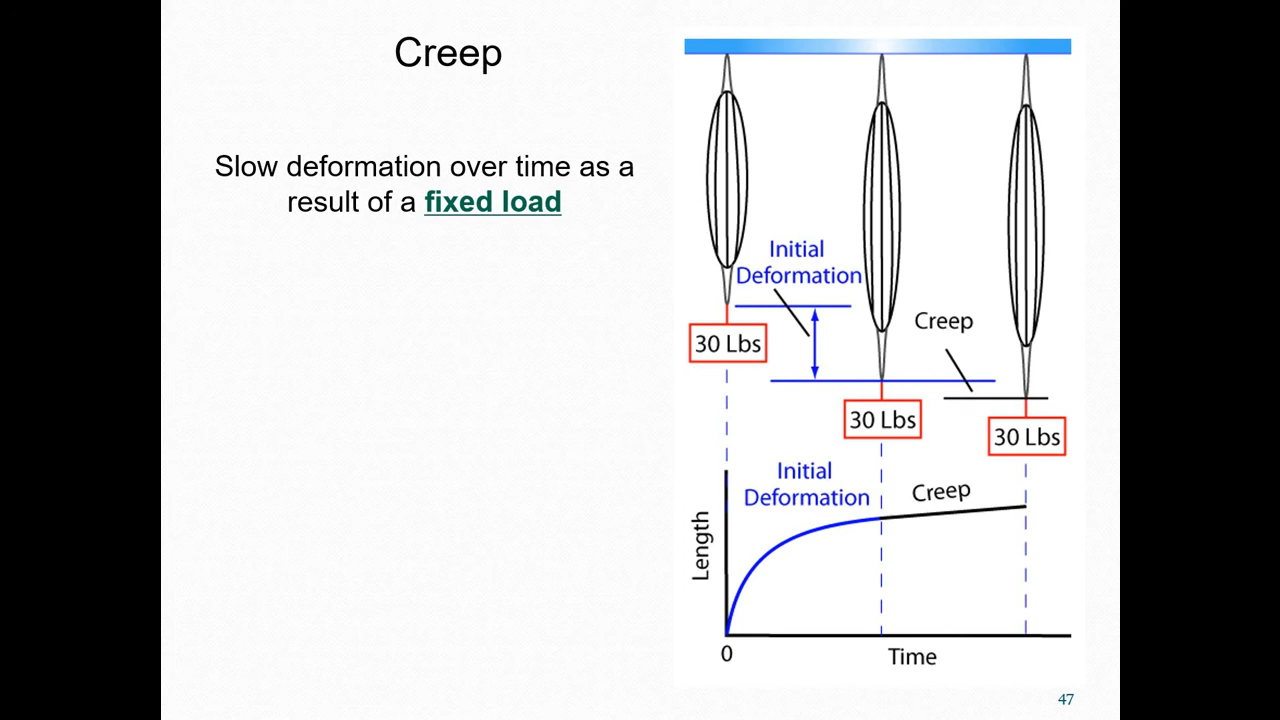 Creep
Slow deformation over time as a
result of a fixed load
Initial
Deformation
Creep
30 Lbs
30 Lbs
30 Lbs
Initial
Deformation
Creep
Length
0
Time
47